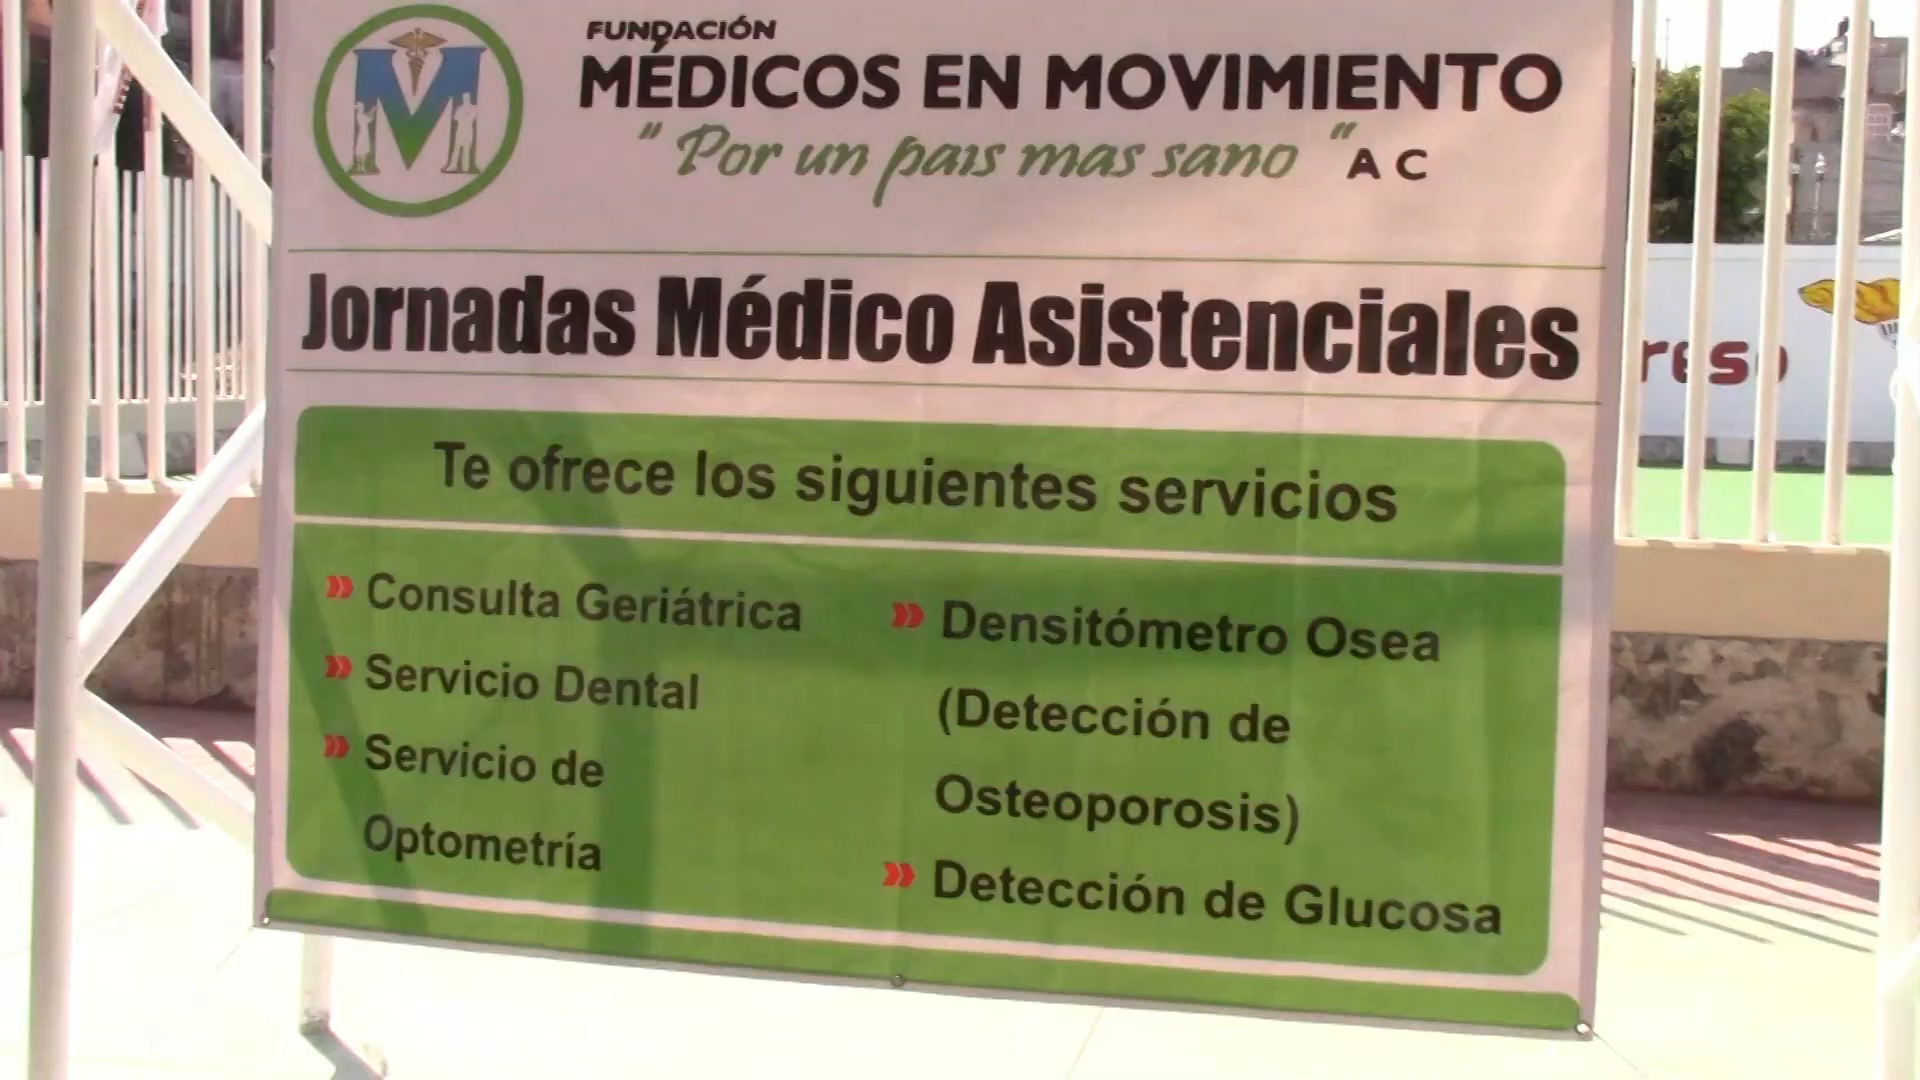 FUNDACIÓN
MÉDICOS EN MOVIMIENTO
" Por un pais mas sano " A C
Jornadas Médico Asistenciales
Te ofrece los siguientes servicios
» Consulta Geriátrica
» Servicio Dental
» Servicio de
Optometría
» Densitómetro Osea
(Detección de
Osteoporosis)
» Detección de Glucosa